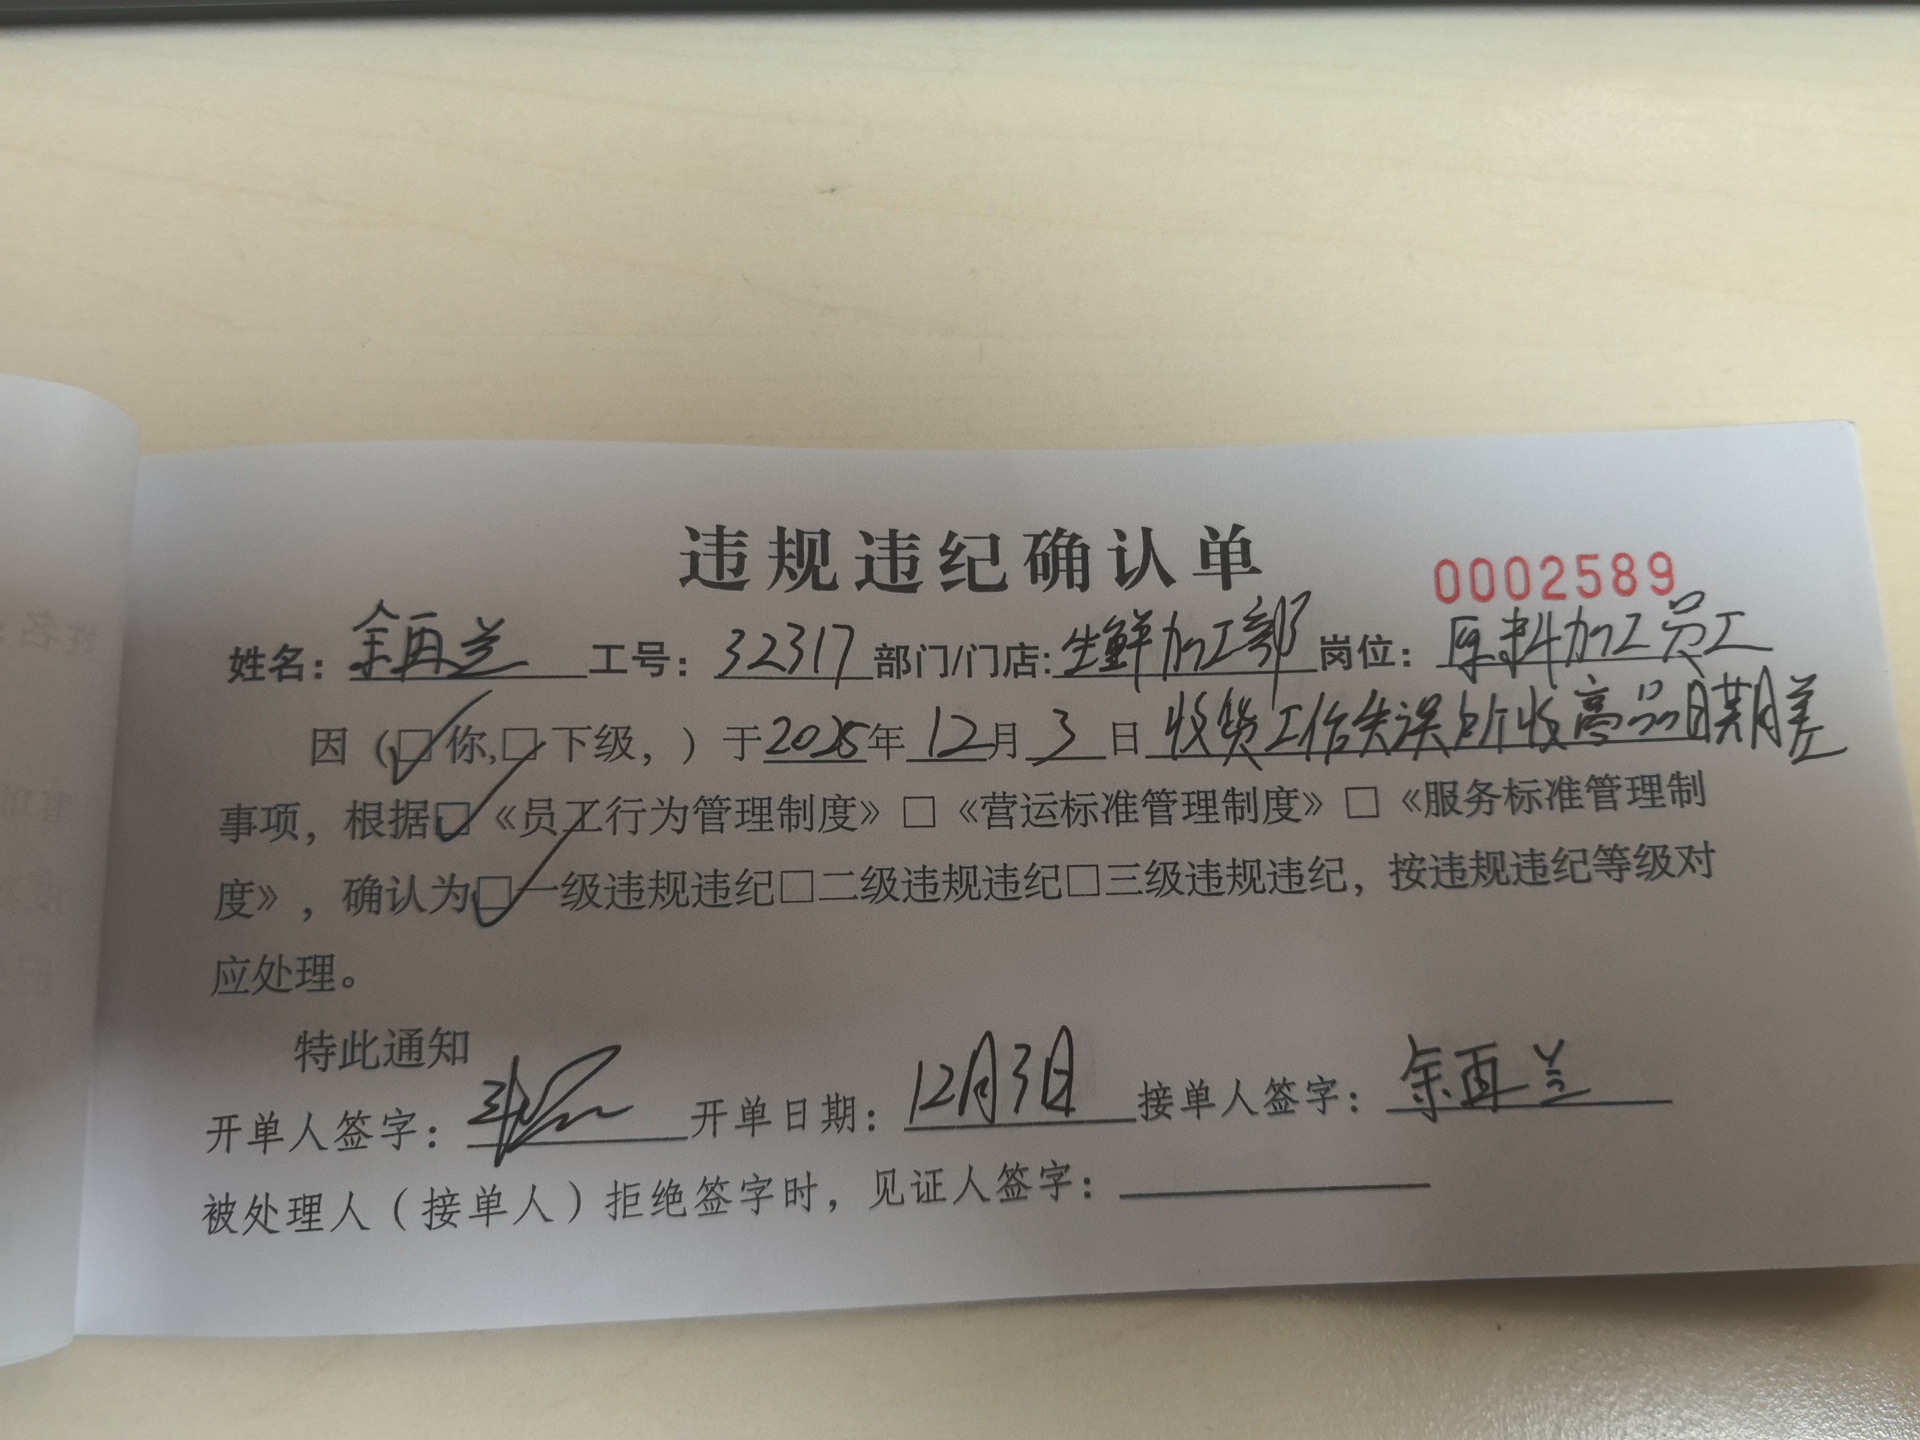 违规违纪确认单
0002589
姓名：余再兰 工号：32317 部门/门店:生鲜加工部 岗位：原料加工员工
因（☑你,□下级，）于2025年12月3日收货工作失误所收商品日期差
事项，根据☑《员工行为管理制度》□《营运标准管理制度》□《服务标准管理制
度》，确认为☑一级违规违纪□二级违规违纪□三级违规违纪，按违规违纪等级对
应处理。
特此通知
开单人签字： 开单日期：12月3日 接单人签字：余再兰
被处理人（接单人）拒绝签字时，见证人签字：